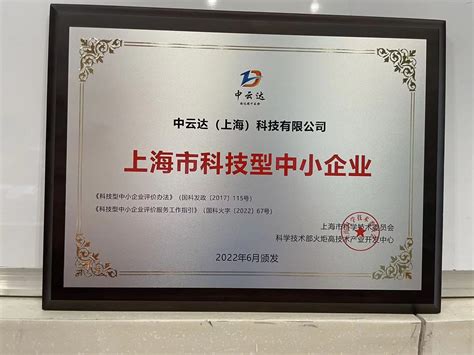 中云达
中云达（上海）科技有限公司
上海市科技型中小企业
《科技型中小企业评价办法》（国科发政〔2017〕115号）
《科技型中小企业评价服务工作指引》（国科火字〔2022〕67号）
上海市科学技术委员会
科学技术部火炬高技术产业开发中心
2022年6月颁发